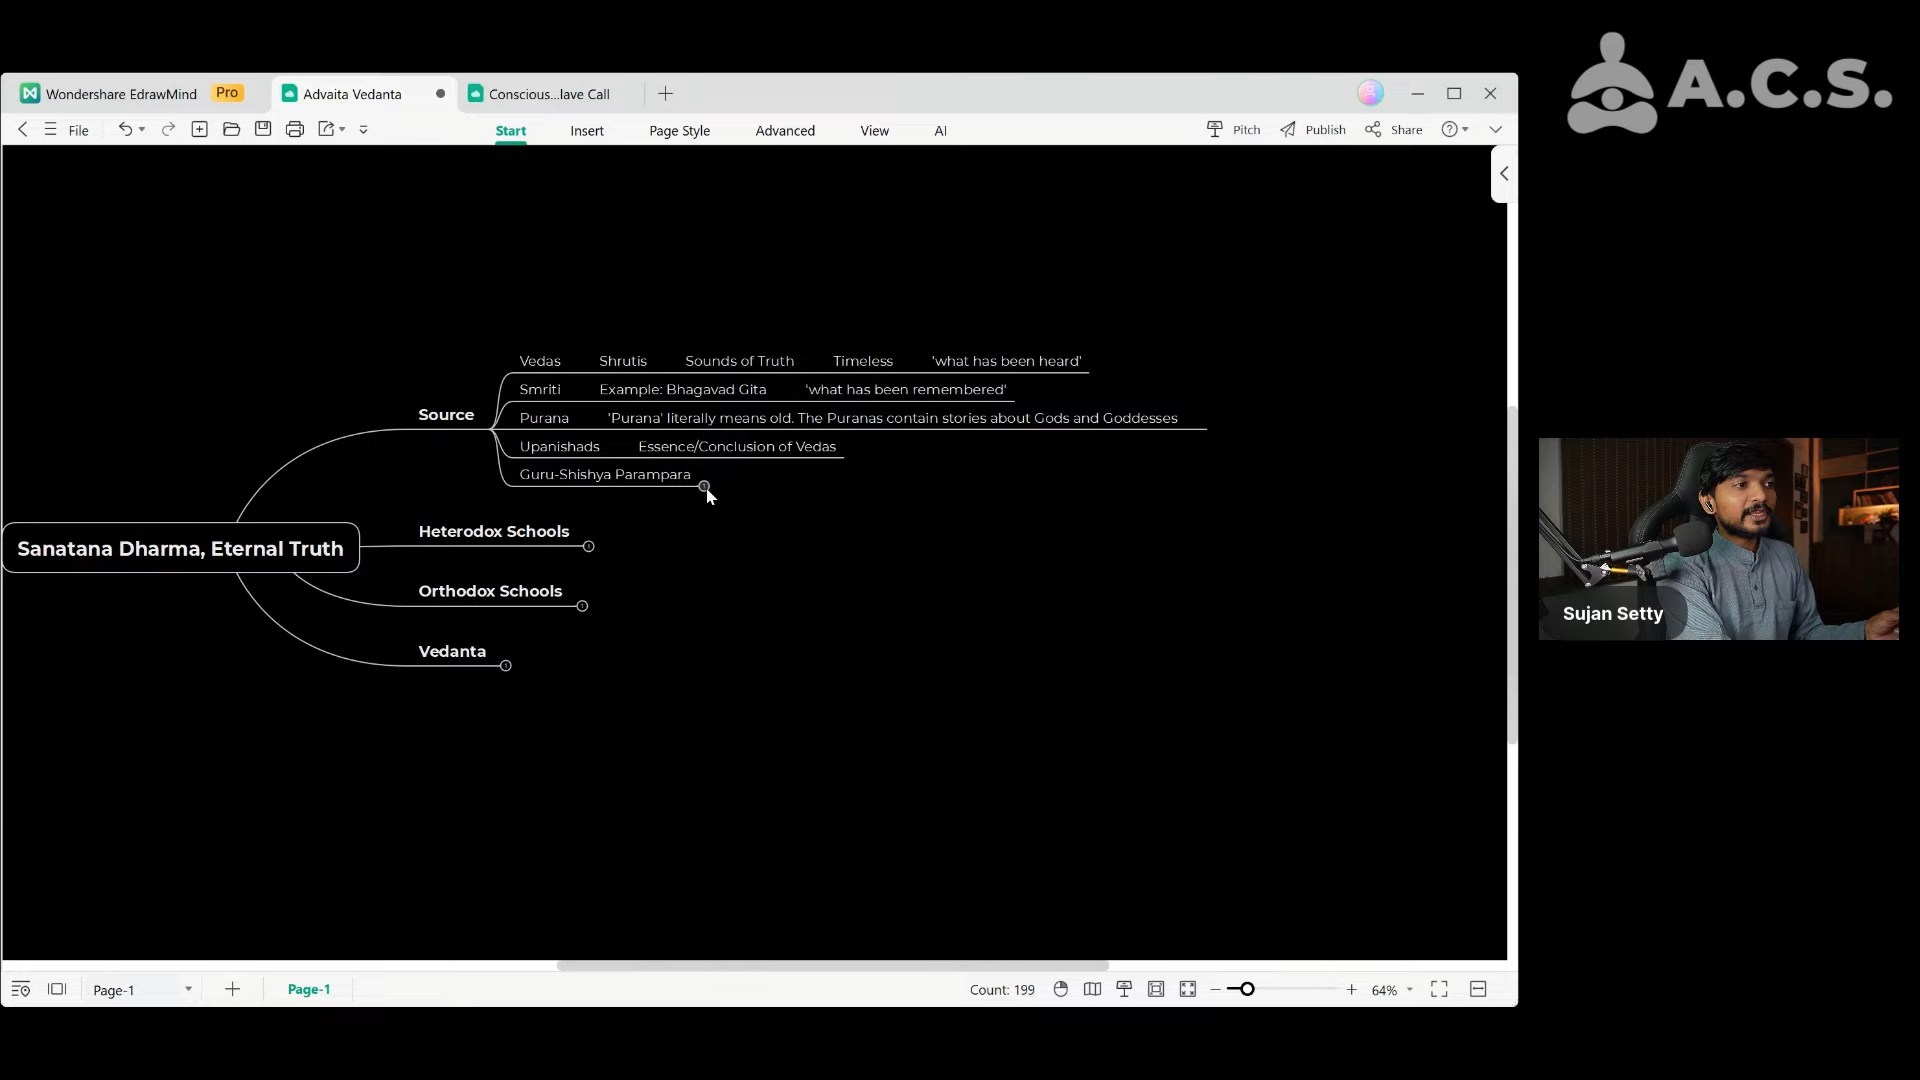 A.C.S.
Wondershare EdrawMind Pro
Advaita Vedanta
Conscious...lave Call
File
Start Insert Page Style Advanced View AI
Pitch Publish Share
Vedas Shrutis Sounds of Truth Timeless 'what has been heard'
Smriti Example: Bhagavad Gita 'what has been remembered'
Source
Purana 'Purana' literally means old. The Puranas contain stories about Gods and Goddesses
Upanishads Essence/Conclusion of Vedas
Guru-Shishya Parampara
Heterodox Schools
Sanatana Dharma, Eternal Truth
Orthodox Schools
Vedanta
Sujan Setty
Page-1
Page-1
Count: 199
64%